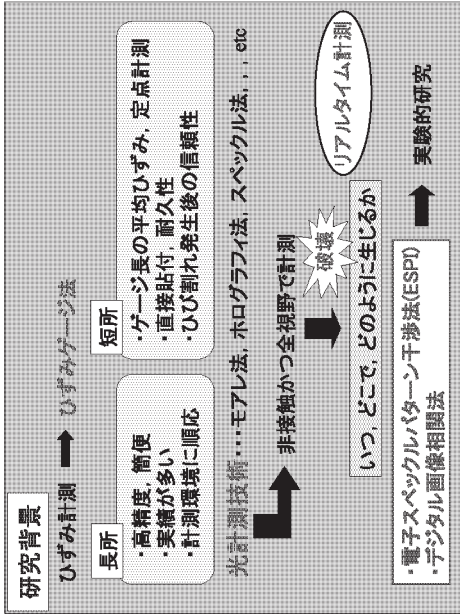 研究背景
ひずみ計測 ひずみゲージ法
長所
・高精度, 簡便
・実績が多い
・計測環境に順応
短所
・ゲージ長の平均ひずみ, 定点計測
・直接貼付, 耐久性
・ひび割れ発生後の信頼性
光計測技術・・・モアレ法, ホログラフィ法, スペックル法, , , etc
非接触かつ全視野で計測
破壊
リアルタイム計測
いつ, どこで, どのように生じるか
・電子スペックルパターン干渉法(ESPI)
・デジタル画像相関法
実験的研究